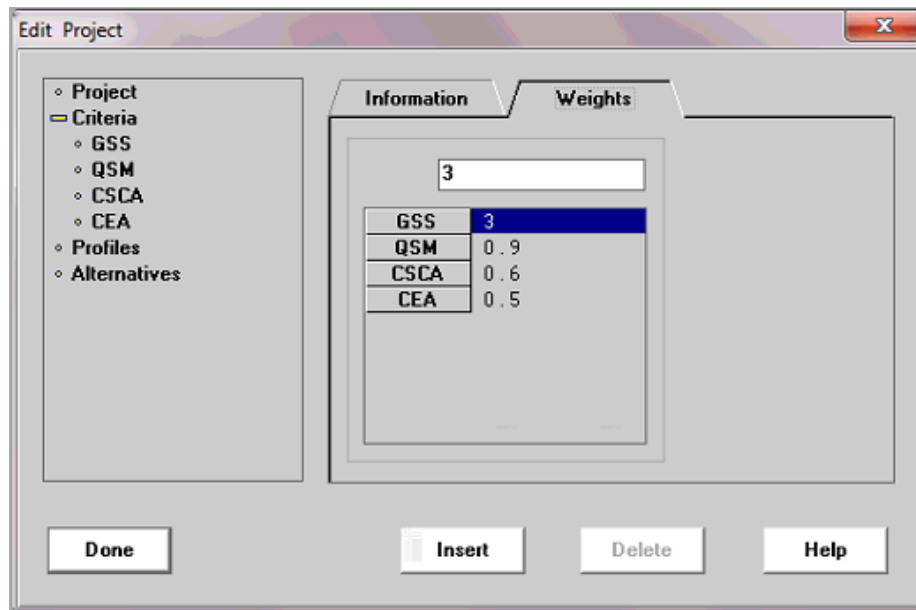 Edit Project
Project
Criteria
GSS
QSM
CSCA
CEA
Profiles
Alternatives
Information
Weights
3
GSS 3
QSM 0.9
CSCA 0.6
CEA 0.5
Done
Insert
Delete
Help